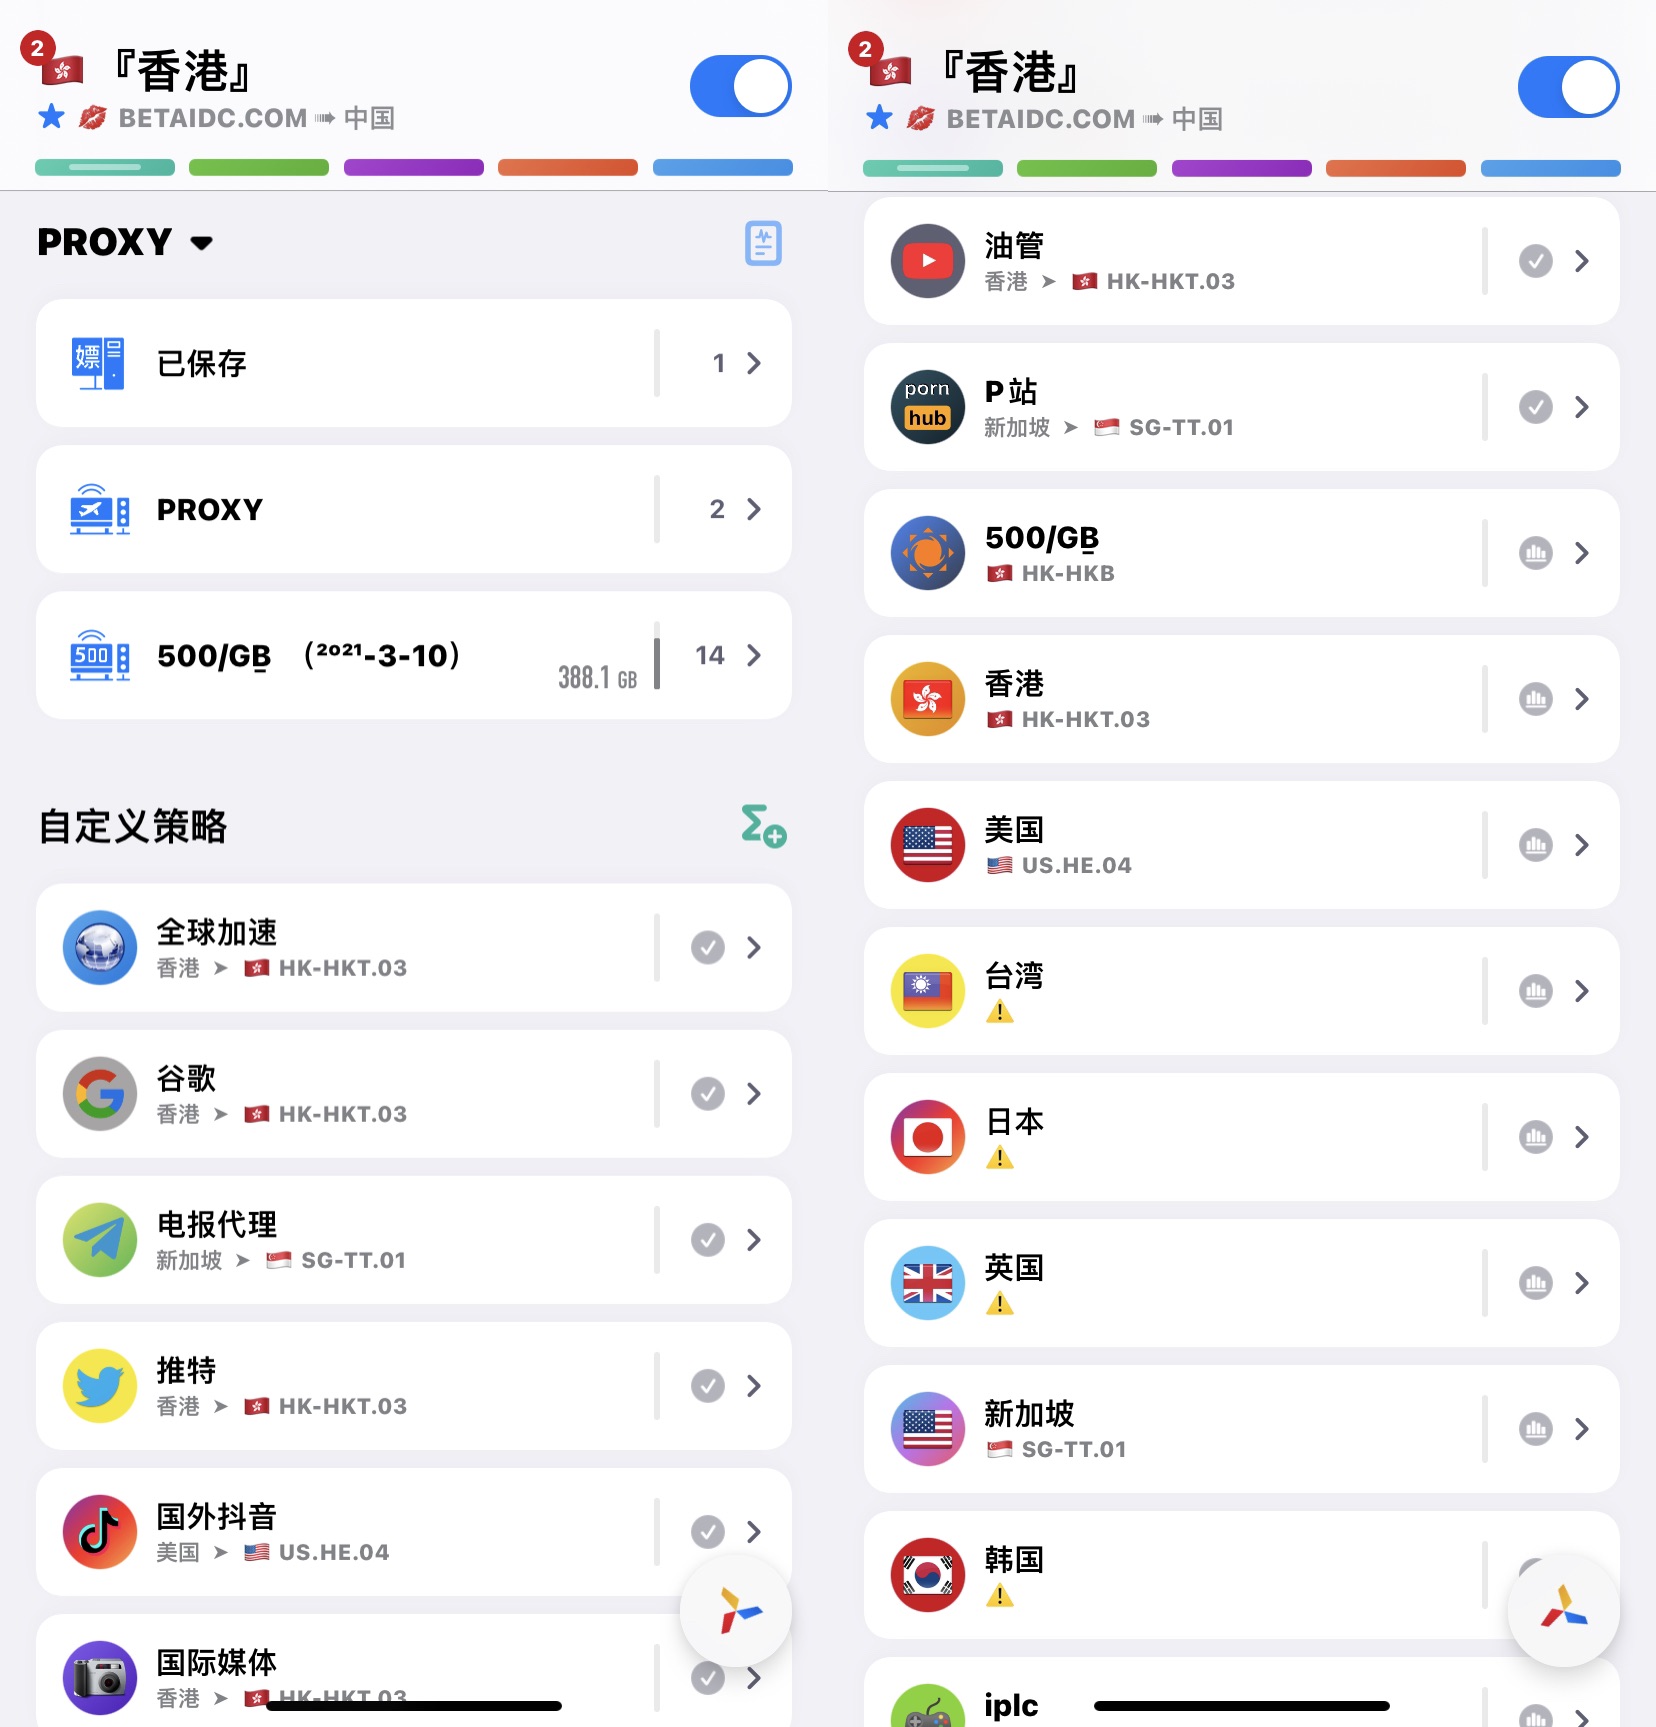 2
『香港』
BETAIDC.COM ➠ 中国
PROXY
嫖
已保存
1
PROXY
2
500
500/GB （²⁰²¹-3-10）
388.1 GB
14
自定义策略
全球加速
香港 ➤ 🇭🇰 HK-HKT.03
谷歌
香港 ➤ 🇭🇰 HK-HKT.03
电报代理
新加坡 ➤ 🇸🇬 SG-TT.01
推特
香港 ➤ 🇭🇰 HK-HKT.03
国外抖音
美国 ➤ 🇺🇸 US.HE.04
国际媒体
香港 ➤ 🇭🇰 HK-HKT.03
2
『香港』
BETAIDC.COM ➠ 中国
油管
香港 ➤ 🇭🇰 HK-HKT.03
porn
hub
P站
新加坡 ➤ 🇸🇬 SG-TT.01
500/GB
🇭🇰 HK-HKB
香港
🇭🇰 HK-HKT.03
美国
🇺🇸 US.HE.04
台湾
⚠️
日本
⚠️
英国
⚠️
新加坡
🇸🇬 SG-TT.01
韩国
⚠️
iplc